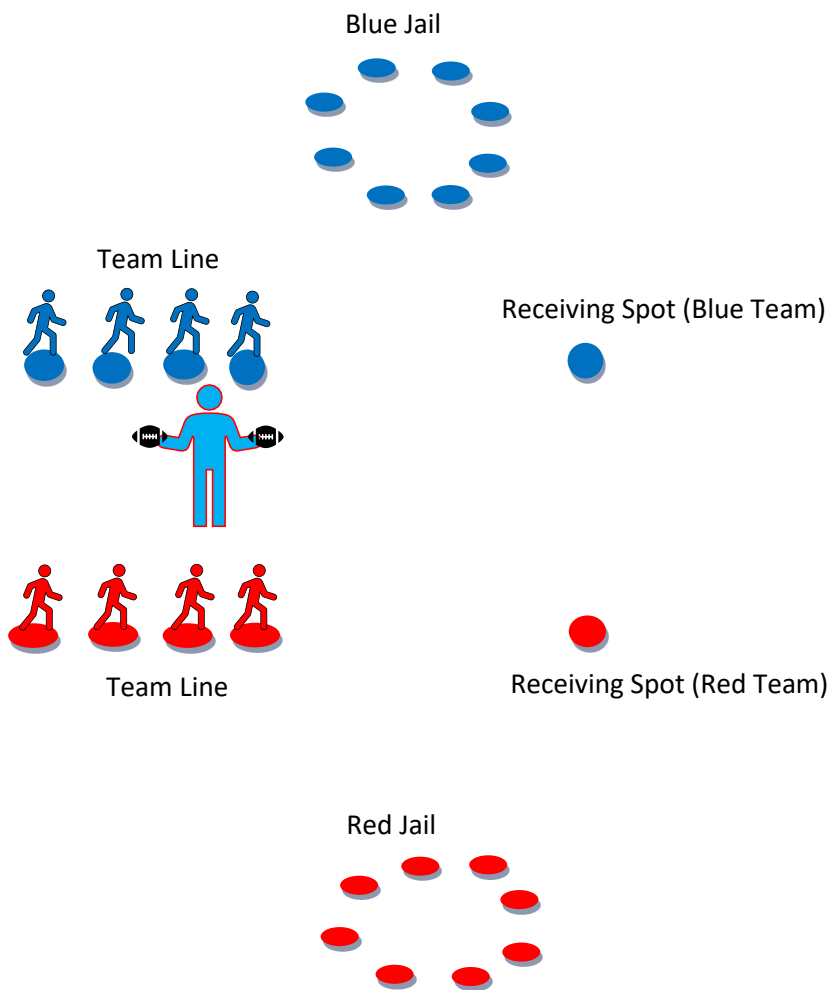 Blue Jail
Team Line
Receiving Spot (Blue Team)
Team Line
Receiving Spot (Red Team)
Red Jail